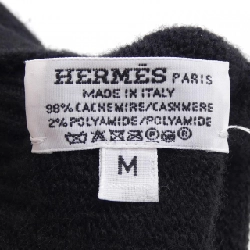 HERMÈS PARIS
MADE IN ITALY
98% CACHEMIRE/CASHMERE
2% POLYAMIDE/POLYAMIDE
M